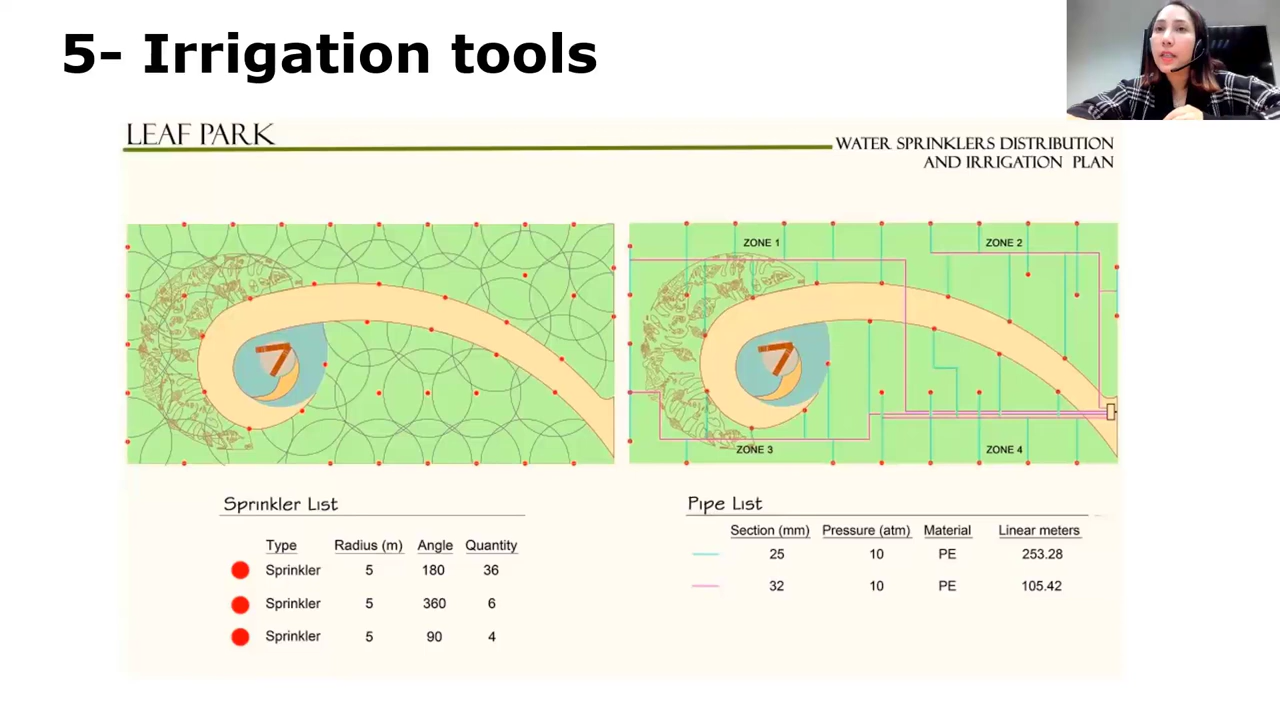 5- Irrigation tools
LEAF PARK
WATER SPRINKLERS DISTRIBUTION
AND IRRIGATION PLAN
ZONE 1
ZONE 2
ZONE 3
ZONE 4
Sprinkler List
Type Radius (m) Angle Quantity
Sprinkler 5 180 36
Sprinkler 5 360 6
Sprinkler 5 90 4
Pipe List
Section (mm) Pressure (atm) Material Linear meters
25 10 PE 253.28
32 10 PE 105.42